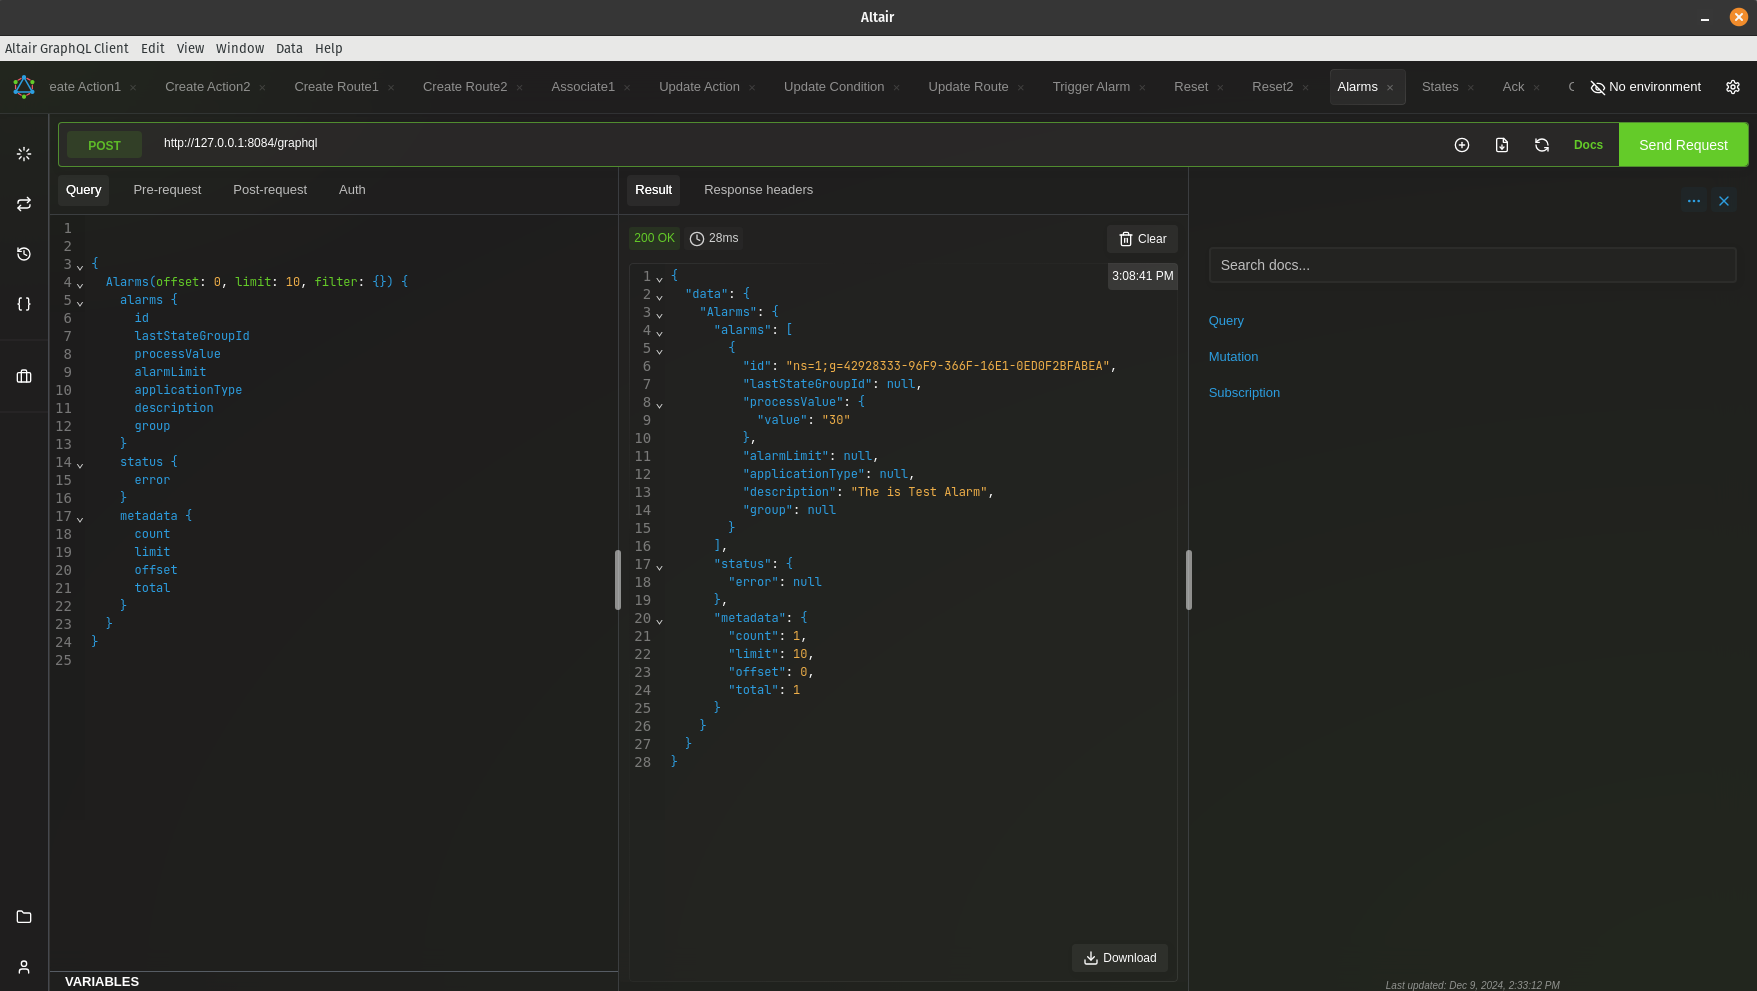 Altair
Altair GraphQL Client Edit View Window Data Help
eate Action1 × Create Action2 × Create Route1 × Create Route2 × Associate1 × Update Action × Update Condition × Update Route × Trigger Alarm × Reset × Reset2 × Alarms × States × Ack × No environment
POST http://127.0.0.1:8084/graphql Docs Send Request
Query Pre-request Post-request Auth
1
2
3 {
4 Alarms(offset: 0, limit: 10, filter: {}) {
5 alarms {
6 id
7 lastStateGroupId
8 processValue
9 alarmLimit
10 applicationType
11 description
12 group
13 }
14 status {
15 error
16 }
17 metadata {
18 count
19 limit
20 offset
21 total
22 }
23 }
24 }
25
VARIABLES
Result Response headers
200 OK 28ms Clear
3:08:41 PM
1 {
2 "data": {
3 "Alarms": {
4 "alarms": [
5 {
6 "id": "ns=1;g=42928333-96F9-366F-16E1-0ED0F2BFABEA",
7 "lastStateGroupId": null,
8 "processValue": {
9 "value": "30"
10 },
11 "alarmLimit": null,
12 "applicationType": null,
13 "description": "The is Test Alarm",
14 "group": null
15 }
16 ],
17 "status": {
18 "error": null
19 },
20 "metadata": {
21 "count": 1,
22 "limit": 10,
23 "offset": 0,
24 "total": 1
25 }
26 }
27 }
28 }
Download
Search docs...
Query
Mutation
Subscription
Last updated: Dec 9, 2024, 2:33:12 PM